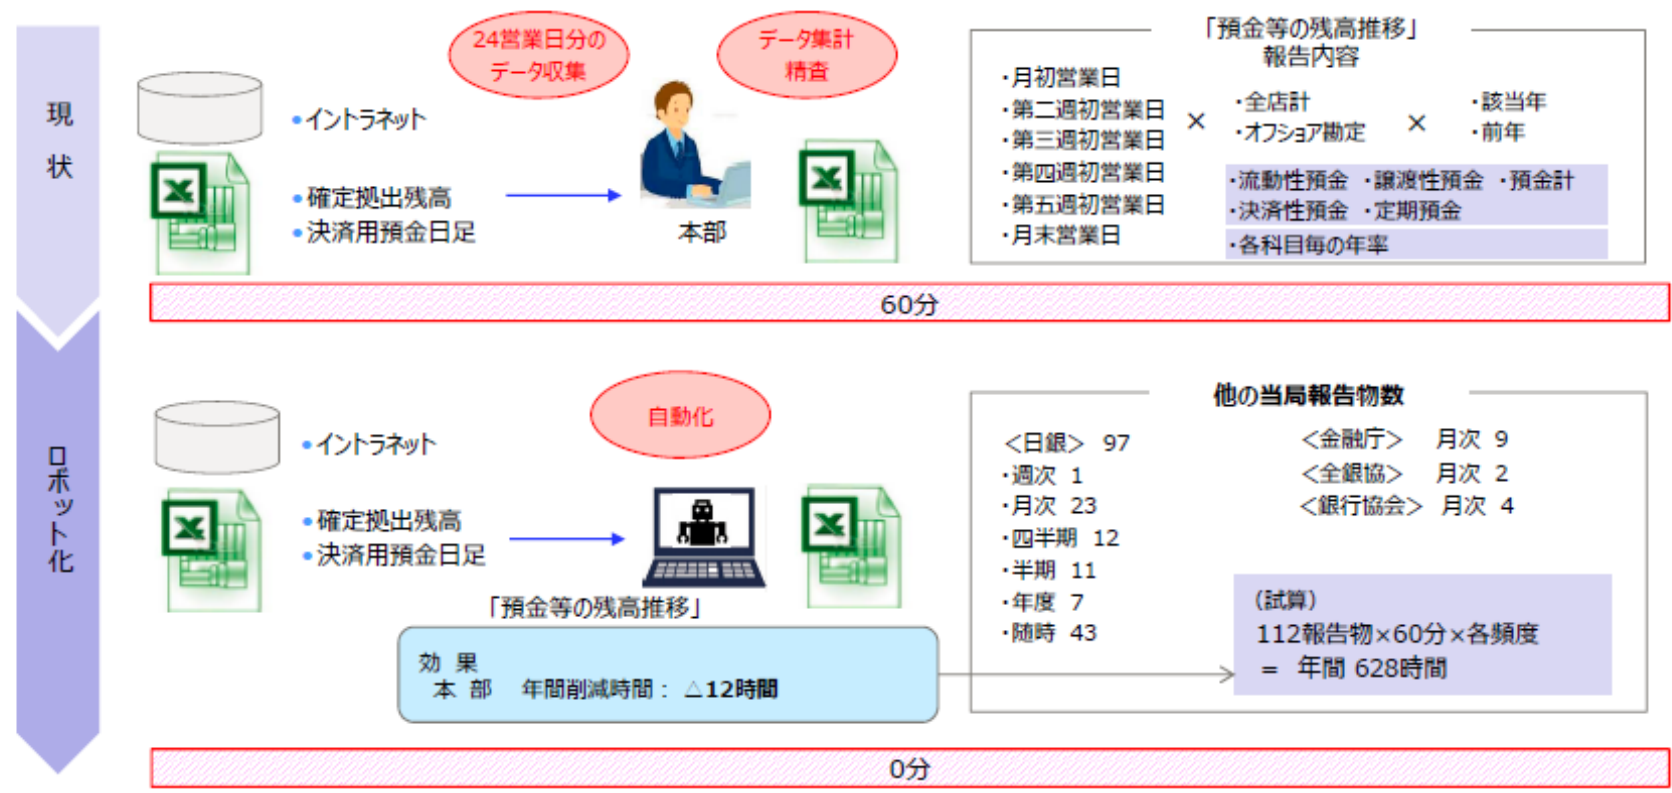 現状
24営業日分の
データ収集
データ集計
精査
・イントラネット
・確定拠出残高
・決済用預金日足
本部
「預金等の残高推移」
報告内容
・月初営業日
・第二週初営業日
・第三週初営業日
・第四週初営業日
・第五週初営業日
・月末営業日
×
・全店計
・オフショア勘定
×
・該当年
・前年
・流動性預金 ・譲渡性預金 ・預金計
・決済性預金 ・定期預金
・各科目毎の年率
60分
ロボット化
自動化
・イントラネット
・確定拠出残高
・決済用預金日足
「預金等の残高推移」
効 果
本 部 年間削減時間： △12時間
他の当局報告物数
＜日銀＞ 97
・週次 1
・月次 23
・四半期 12
・半期 11
・年度 7
・随時 43
＜金融庁＞ 月次 9
＜全銀協＞ 月次 2
＜銀行協会＞ 月次 4
（試算）
112報告物×60分×各頻度
= 年間 628時間
0分